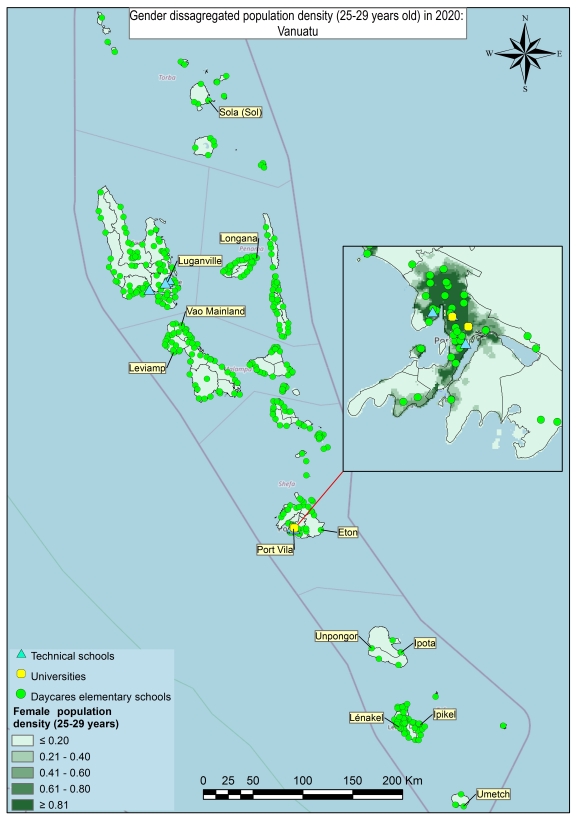 Gender dissagregated population density (25-29 years old) in 2020:
Vanuatu
N
W
E
S
Torba
Sola (Sol)
Longana
Penama
Luganville
Vao Mainland
Leviamp
Malampa
Shefa
Eton
Port Vila
Unpongor
Ipota
Lénakel
Ipikel
Umetch
Technical schools
Universities
Daycares elementary schools
Female population
density (25-29 years)
≤ 0.20
0.21 - 0.40
0.41 - 0.60
0.61 - 0.80
≥ 0.81
0 25 50 100 150 200 Km